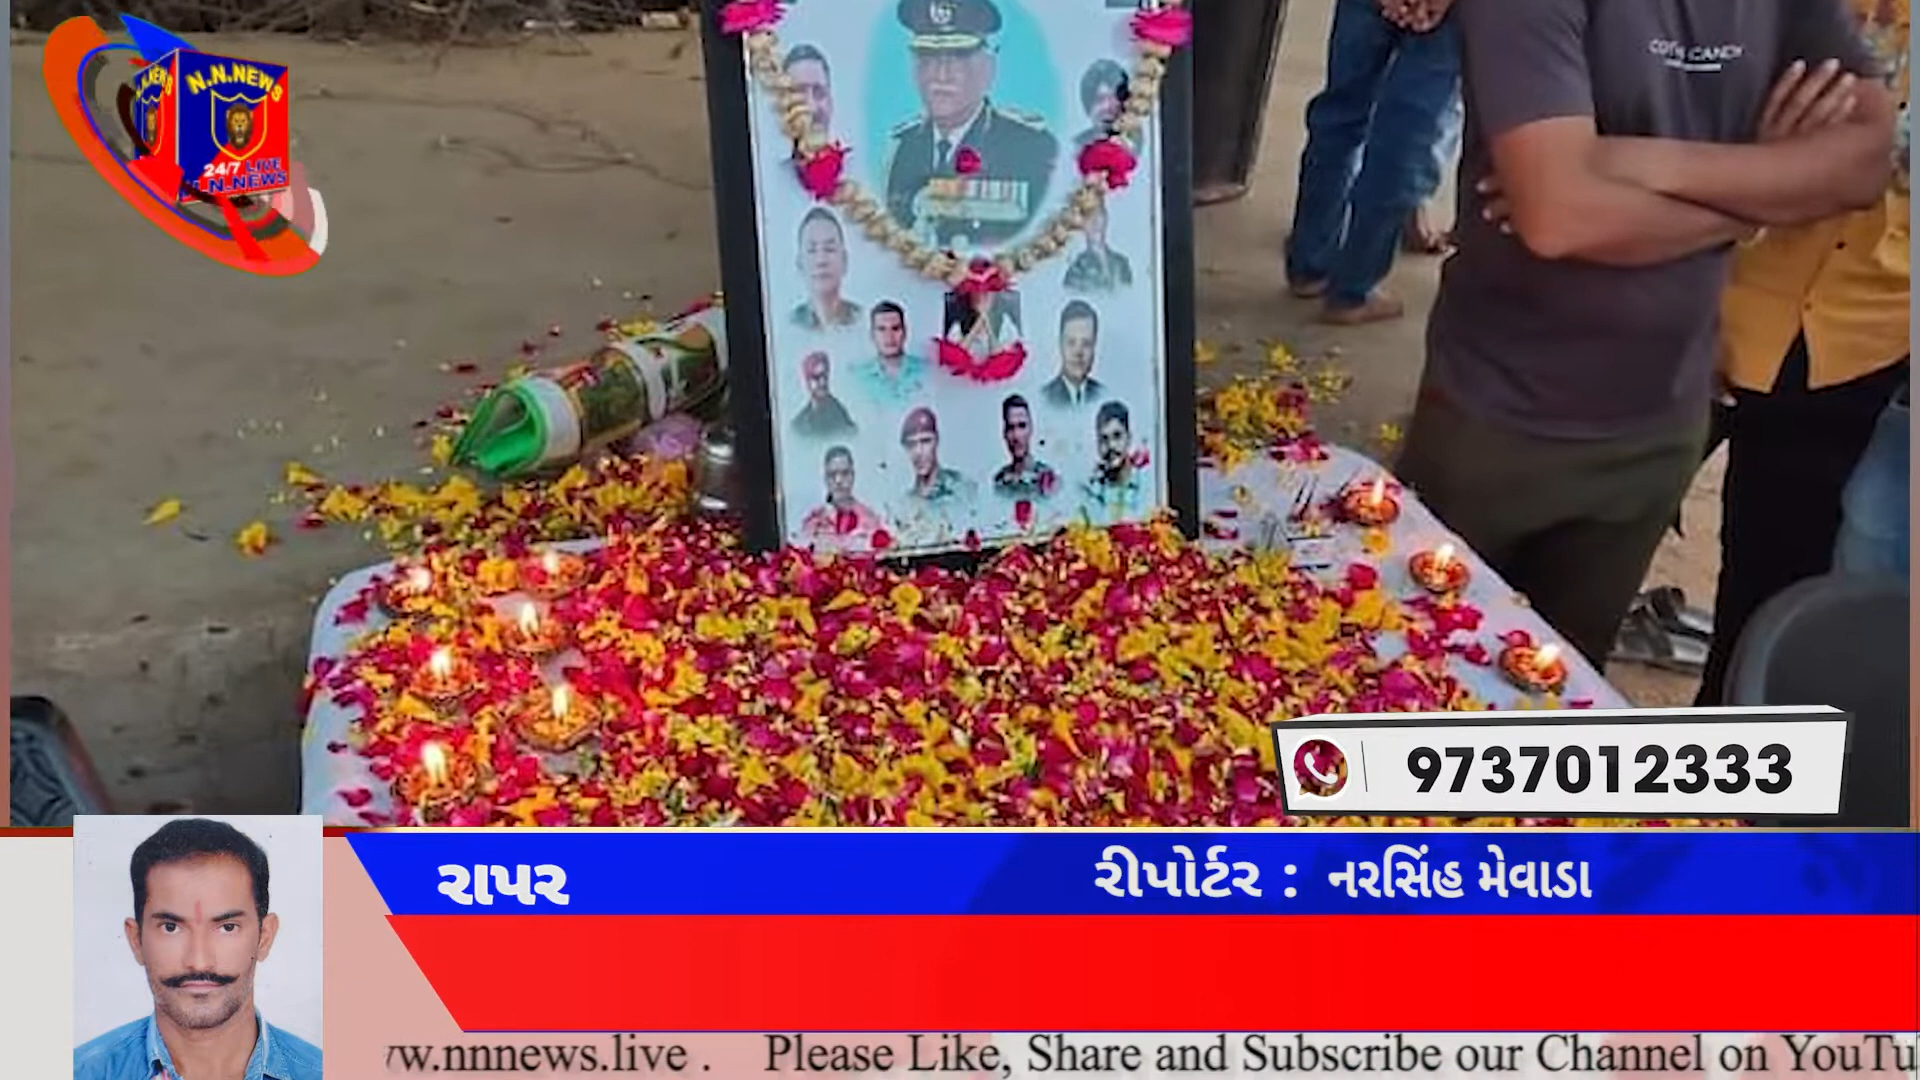 N.N.NEWS
24/7 LIVE
N.N.NEWS
9737012333
રાપર
રીપોર્ટર : નરસિંહ મેવાડા
w.nnnews.live . Please Like, Share and Subscribe our Channel on YouTu